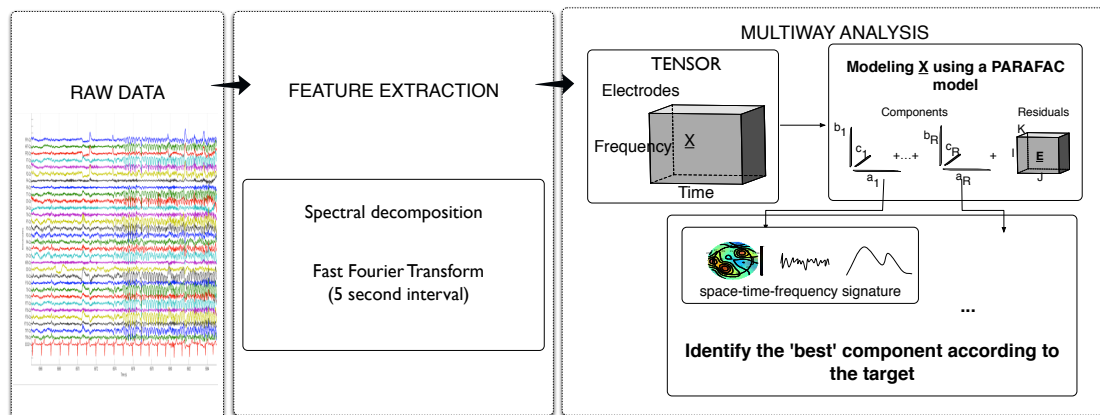 RAW DATA
FEATURE EXTRACTION
Spectral decomposition
Fast Fourier Transform
(5 second interval)
MULTIWAY ANALYSIS
TENSOR
Electrodes
Frequency
X
Time
Modeling X using a PARAFAC
model
Components
Residuals
b1
c1
a1
+...+
bR
cR
aR
+
K
I
E
J
space-time-frequency signature
...
Identify the 'best' component according to
the target